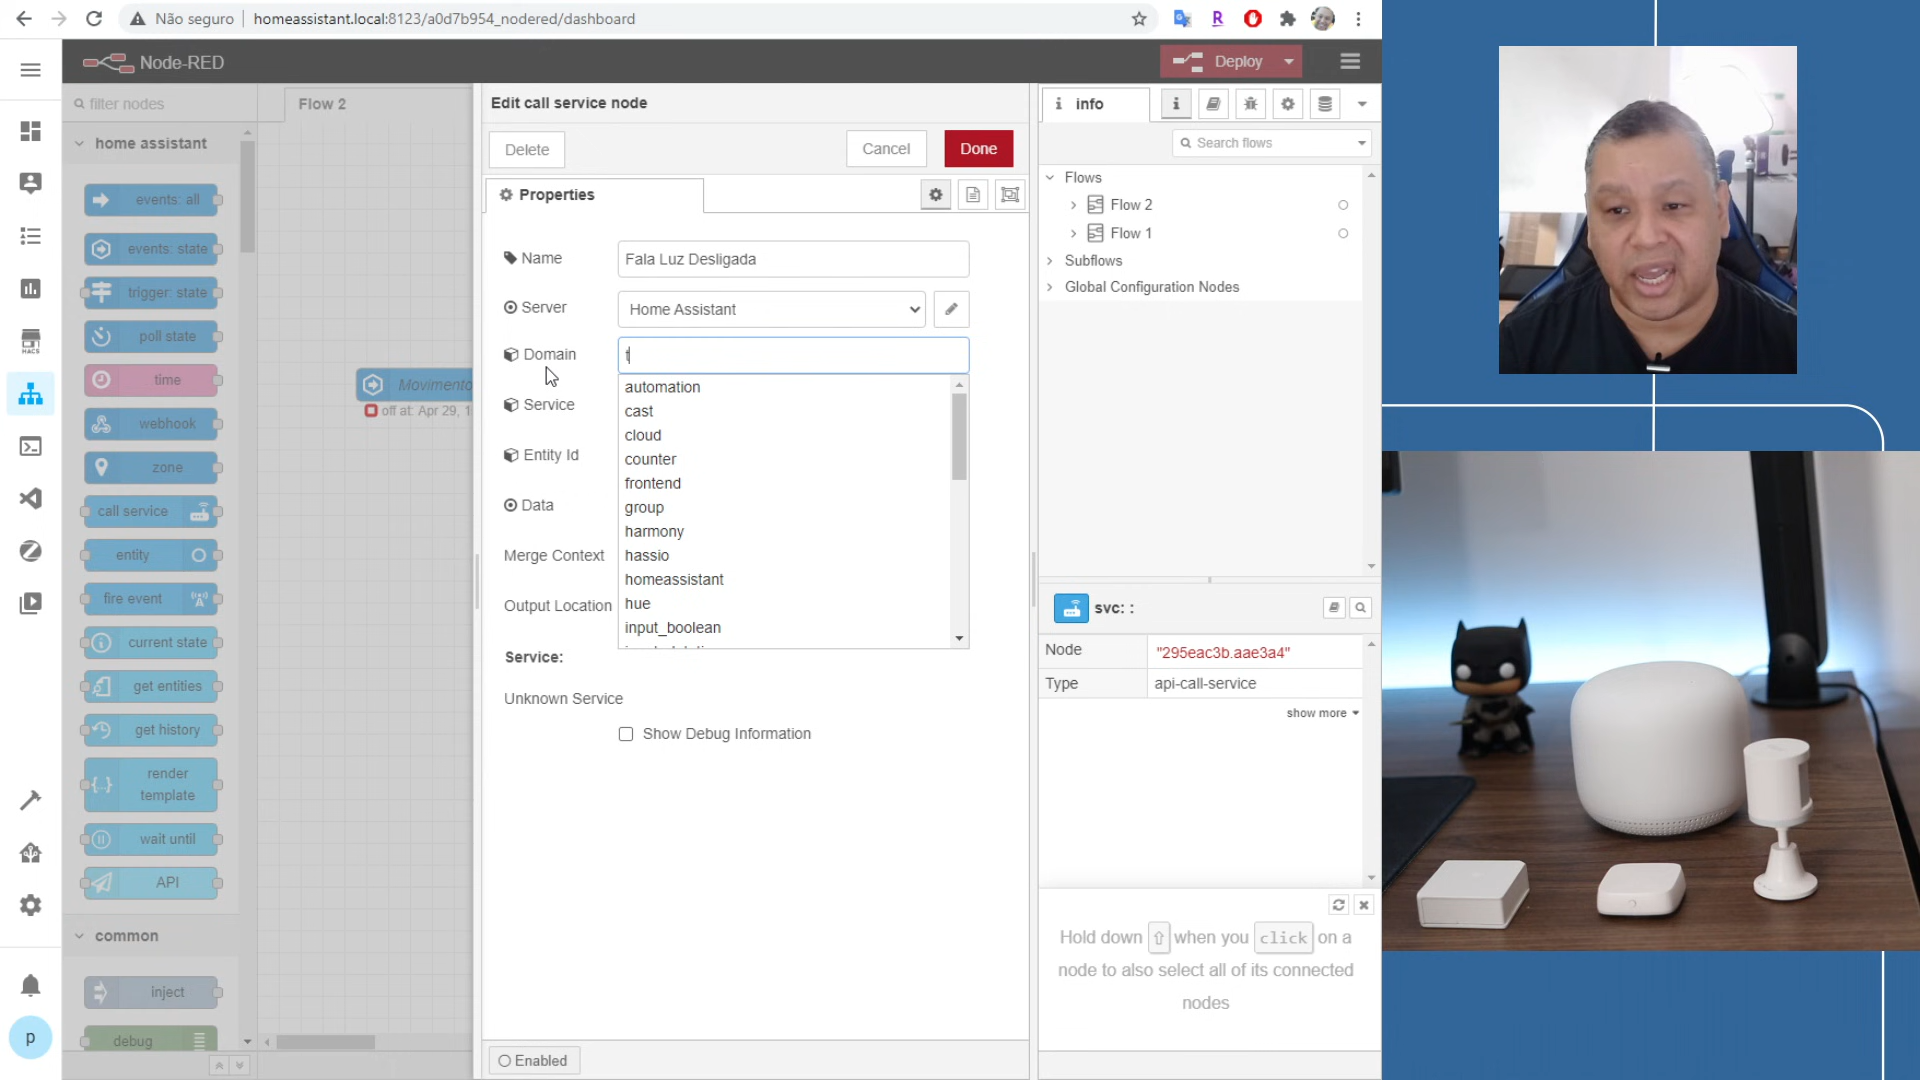 Não seguro homeassistant.local:8123/a0d7b954_nodered/dashboard
R
Node-RED
Deploy
filter nodes
home assistant
events: all
events: state
trigger: state
poll state
time
webhook
zone
call service
entity
fire event
current state
get entities
get history
render
template
wait until
API
common
inject
debug
HACS
p
Flow 2
Movimento
off at: Apr 29, 1
Edit call service node
Delete
Cancel
Done
Properties
Name
Fala Luz Desligada
Server
Home Assistant
Domain
t
Service
Entity Id
Data
Merge Context
Output Location
automation
cast
cloud
counter
frontend
group
harmony
hassio
homeassistant
hue
input_boolean
Service:
Unknown Service
Show Debug Information
Enabled
i info
i
Search flows
Flows
Flow 2
Flow 1
Subflows
Global Configuration Nodes
svc: :
Node "295eac3b.aae3a4"
Type api-call-service
show more
Hold down ⇧ when you click on a
node to also select all of its connected
nodes